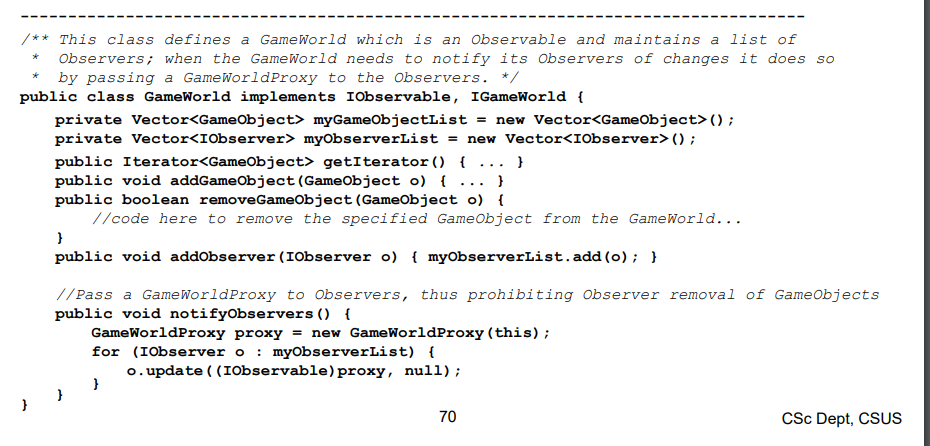 --------------------------------------------------------------------------------
/** This class defines a GameWorld which is an Observable and maintains a list of
* Observers; when the GameWorld needs to notify its Observers of changes it does so
* by passing a GameWorldProxy to the Observers. */
public class GameWorld implements IObservable, IGameWorld {
private Vector<GameObject> myGameObjectList = new Vector<GameObject>();
private Vector<IObserver> myObserverList = new Vector<IObserver>();
public Iterator<GameObject> getIterator() { ... }
public void addGameObject(GameObject o) { ... }
public boolean removeGameObject(GameObject o) {
//code here to remove the specified GameObject from the GameWorld...
}
public void addObserver(IObserver o) { myObserverList.add(o); }
//Pass a GameWorldProxy to Observers, thus prohibiting Observer removal of GameObjects
public void notifyObservers() {
GameWorldProxy proxy = new GameWorldProxy(this);
for (IObserver o : myObserverList) {
o.update((IObservable)proxy, null);
}
}
}
70
CSc Dept, CSUS